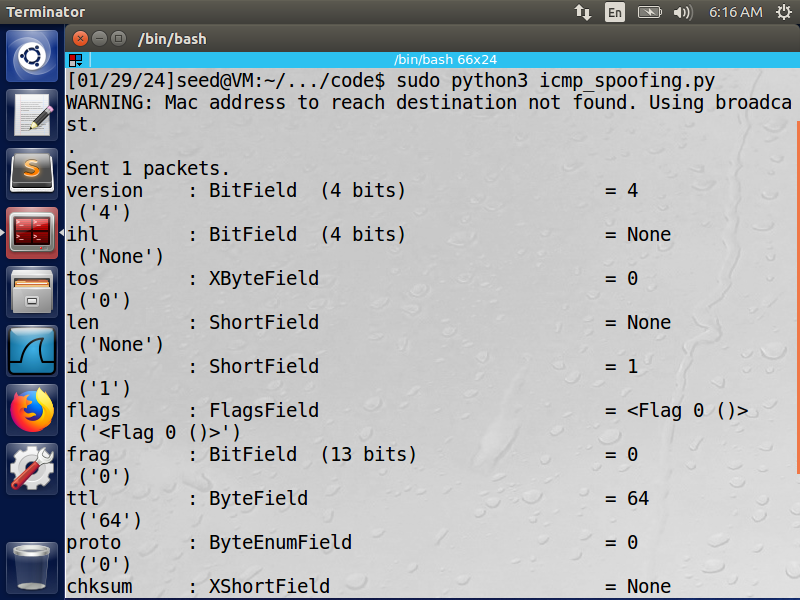 Terminator
En
6:16 AM
/bin/bash
/bin/bash 66x24
[01/29/24]seed@VM:~/.../code$ sudo python3 icmp_spoofing.py
WARNING: Mac address to reach destination not found. Using broadca
st.
.
Sent 1 packets.
version    : BitField  (4 bits)                  = 4
 ('4')
ihl        : BitField  (4 bits)                  = None
 ('None')
tos        : XByteField                          = 0
 ('0')
len        : ShortField                          = None
 ('None')
id         : ShortField                          = 1
 ('1')
flags      : FlagsField                          = <Flag 0 ()>
 ('<Flag 0 ()>')
frag       : BitField  (13 bits)                 = 0
 ('0')
ttl        : ByteField                           = 64
 ('64')
proto      : ByteEnumField                       = 0
 ('0')
chksum     : XShortField                         = None